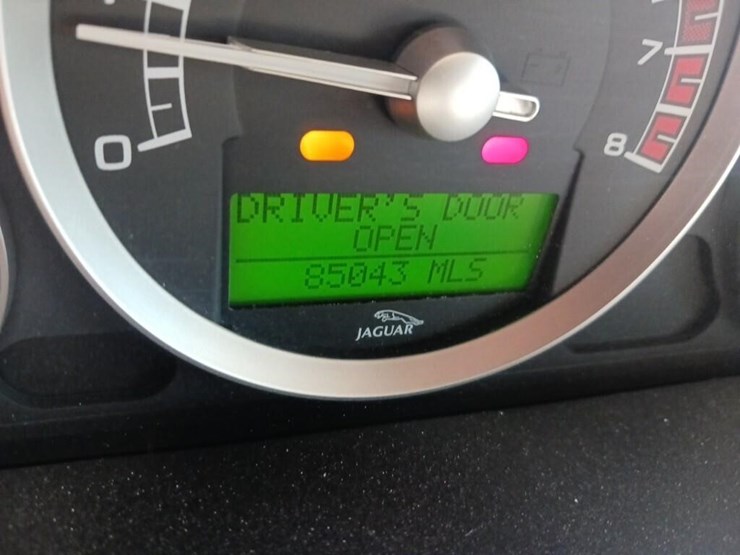 7
0
8
DRIVER'S DOOR
OPEN
85043 MLS
JAGUAR